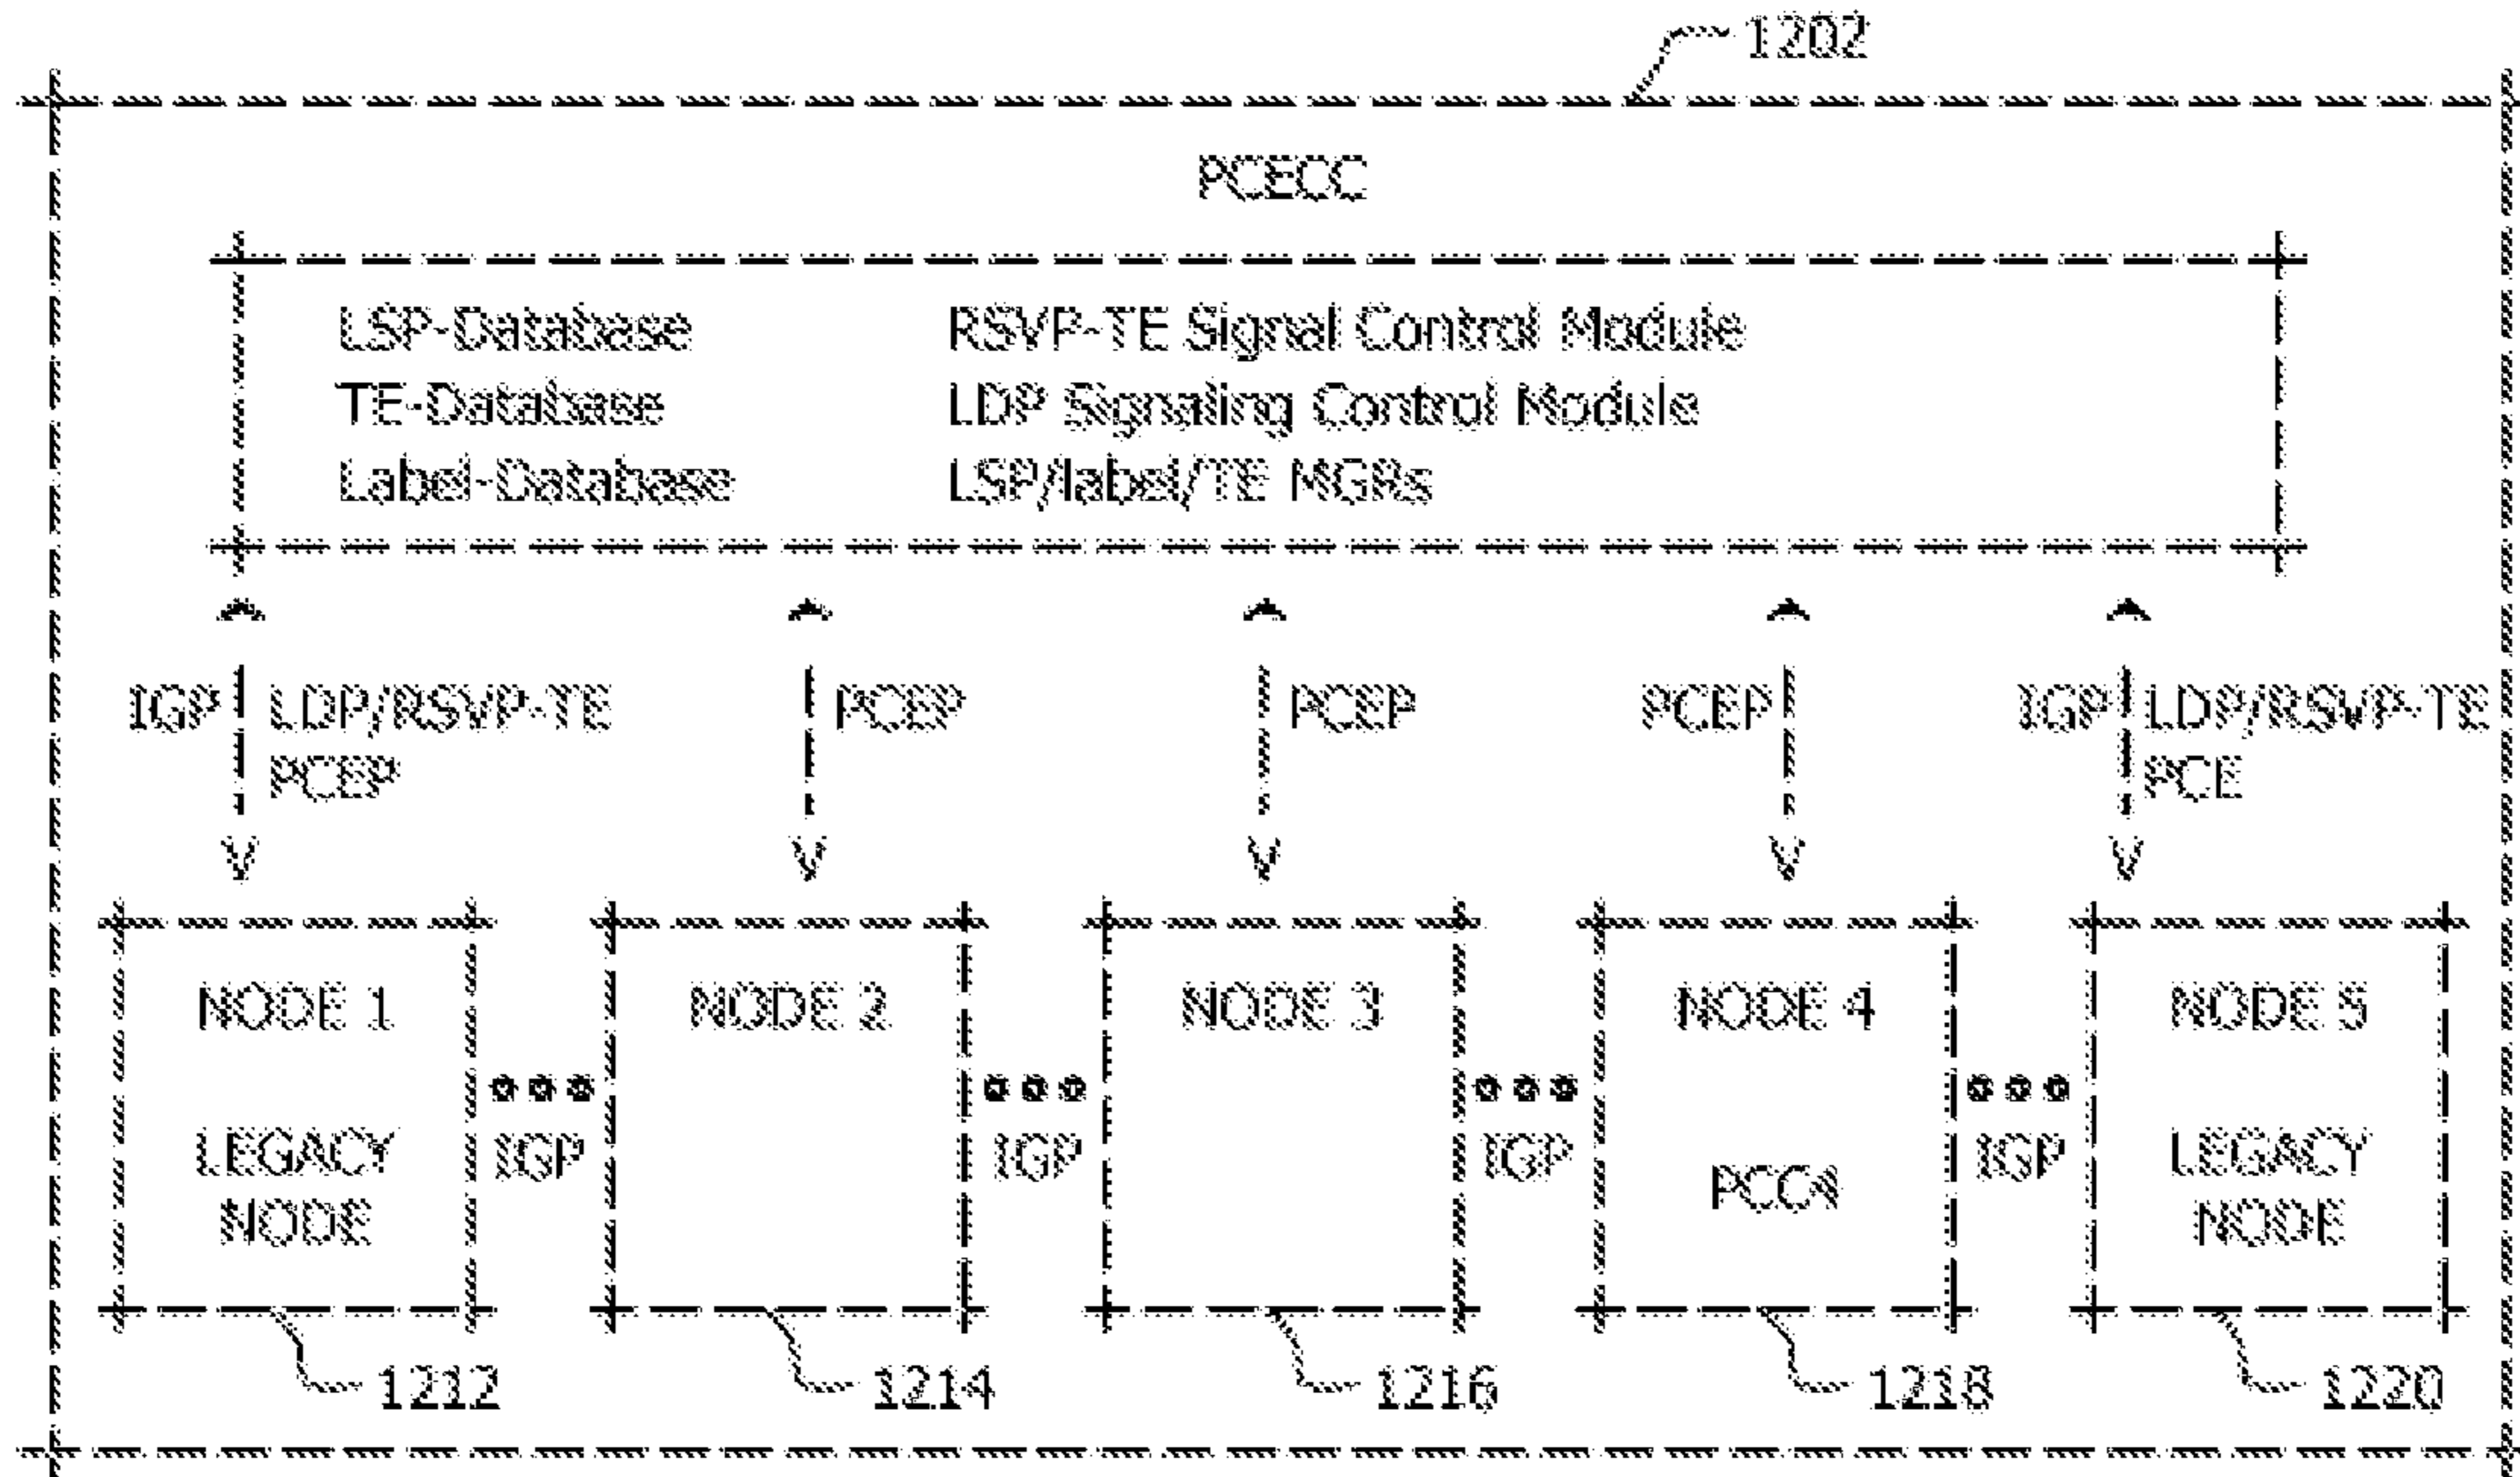 1202
PCECC
LSP-Database RSVP-TE Signal Control Module
TE-Database LDP Signaling Control Module
Label-Database LSP/label/TE MGRs
IGP LDP/RSVP-TE PCEP PCEP PCEP IGP LDP/RSVP-TE
PCEP PCE
NODE 1 NODE 2 NODE 3 NODE 4 NODE 5
LEGACY IGP IGP IGP IGP LEGACY
PCC4
NODE NODE
1212 1214 1216 1218 1220